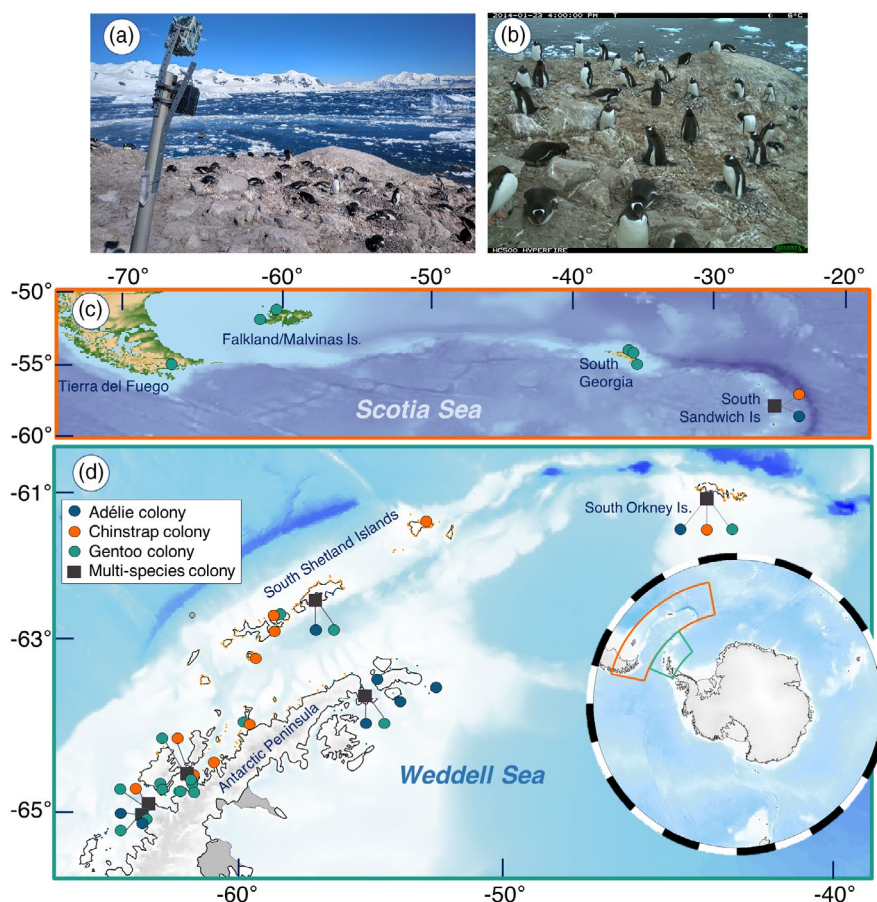 (a)
(b)
2014-01-23 4:00:00 PM T 6°C
HC500 HYPERFIRE
-70° -60° -50° -40° -30° -20°
-50°
(c)
Falkland/Malvinas Is.
-55°
Tierra del Fuego
South
Georgia
South
Sandwich Is
Scotia Sea
-60°
(d)
-61°
Adélie colony
Chinstrap colony
Gentoo colony
Multi-species colony
South Orkney Is.
South Shetland Islands
-63°
Antarctic Peninsula
Weddell Sea
-65°
-60° -50° -40°